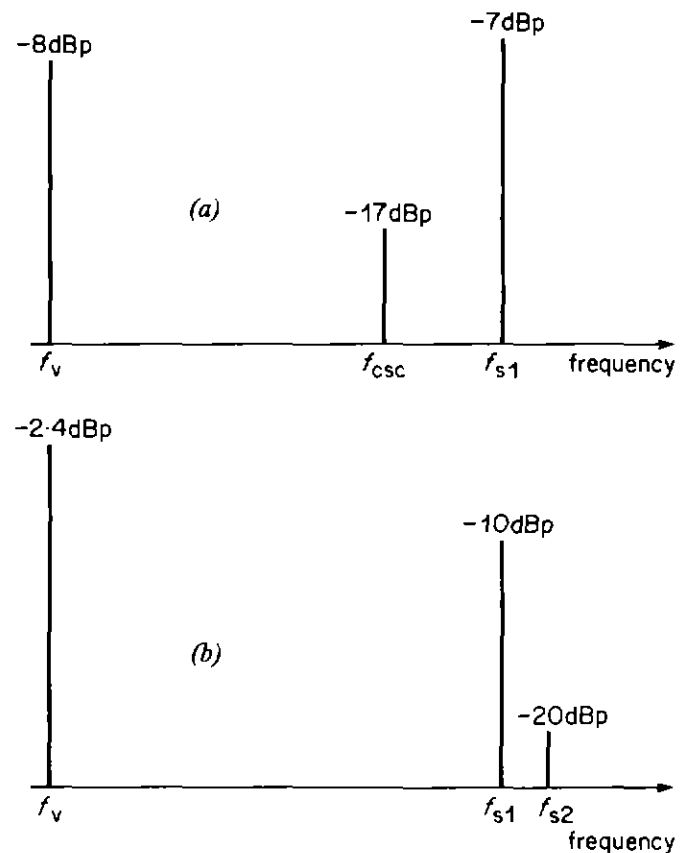 -7dBp
-8dBp
(a)
-17dBp
f_v f_csc f_s1 frequency
-2·4dBp
-10dBp
(b)
-20dBp
f_v f_s1 f_s2
frequency